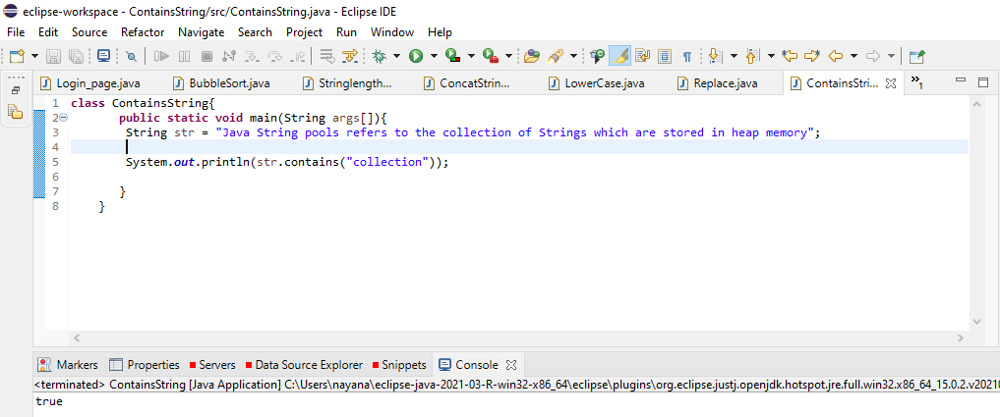 eclipse-workspace - ContainsString/src/ContainsString.java - Eclipse IDE
File Edit Source Refactor Navigate Search Project Run Window Help
Login_page.java BubbleSort.java Stringlength... ConcatStrin... LowerCase.java Replace.java ContainsStri... »1
1 class ContainsString{
2 public static void main(String args[]){
3 String str = "Java String pools refers to the collection of Strings which are stored in heap memory";
4
5 System.out.println(str.contains("collection"));
6
7 }
8 }
Markers Properties Servers Data Source Explorer Snippets Console
<terminated> ContainsString [Java Application] C:\Users\nayana\eclipse-java-2021-03-R-win32-x86_64\eclipse\plugins\org.eclipse.justj.openjdk.hotspot.jre.full.win32.x86_64_15.0.2.v20210
true